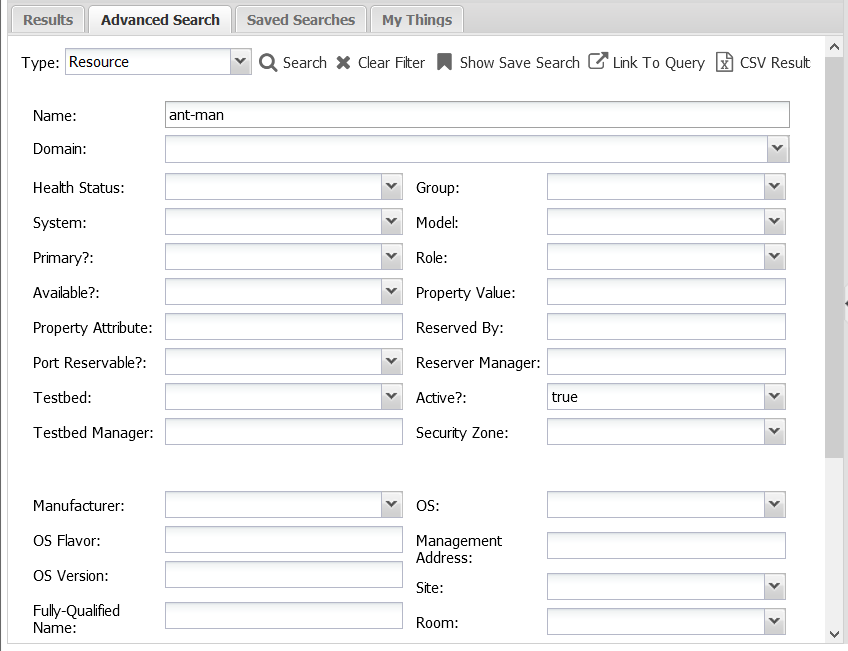 Results Advanced Search Saved Searches My Things
Type: Resource Search Clear Filter Show Save Search Link To Query CSV Result
Name: ant-man
Domain:
Health Status: Group:
System: Model:
Primary?: Role:
Available?: Property Value:
Property Attribute: Reserved By:
Port Reservable?: Reserver Manager:
Testbed: Active?: true
Testbed Manager: Security Zone:
Manufacturer: OS:
OS Flavor: Management
Address:
OS Version: Site:
Fully-Qualified
Name: Room: